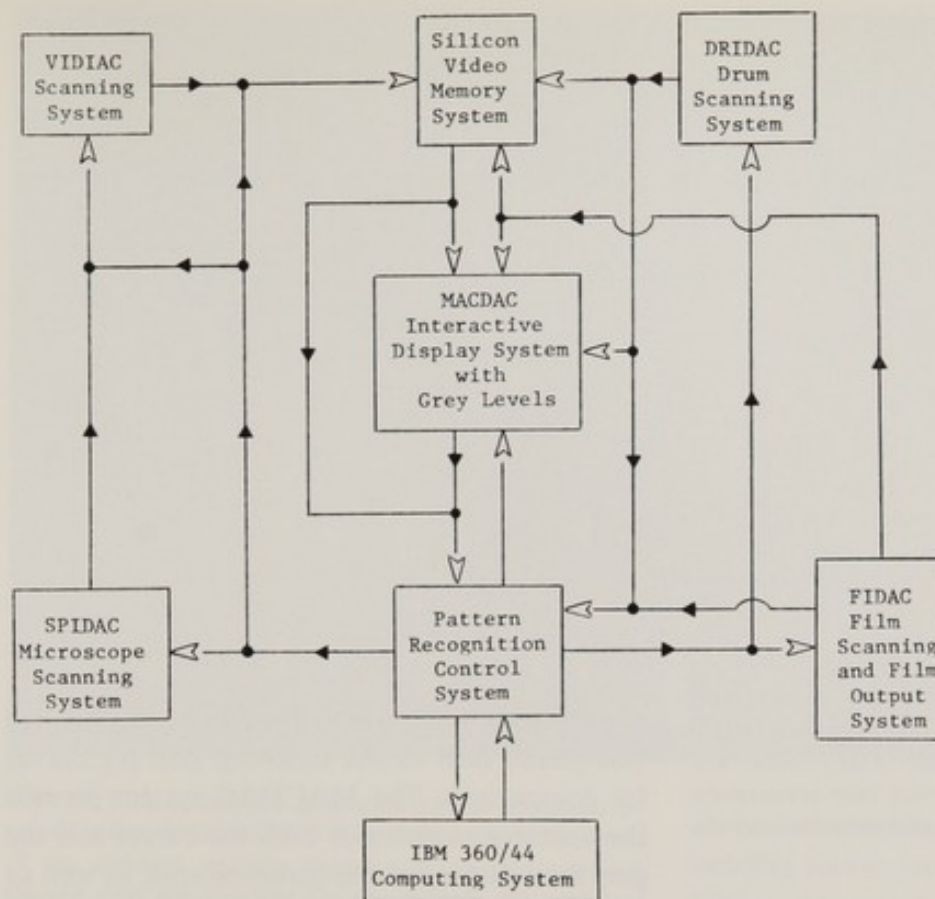 VIDIAC
Scanning
System
Silicon
Video
Memory
System
DRIDAC
Drum
Scanning
System
MACDAC
Interactive
Display System
with
Grey Levels
SPIDAC
Microscope
Scanning
System
Pattern
Recognition
Control
System
FIDAC
Film
Scanning
and Film
Output
System
IBM 360/44
Computing System